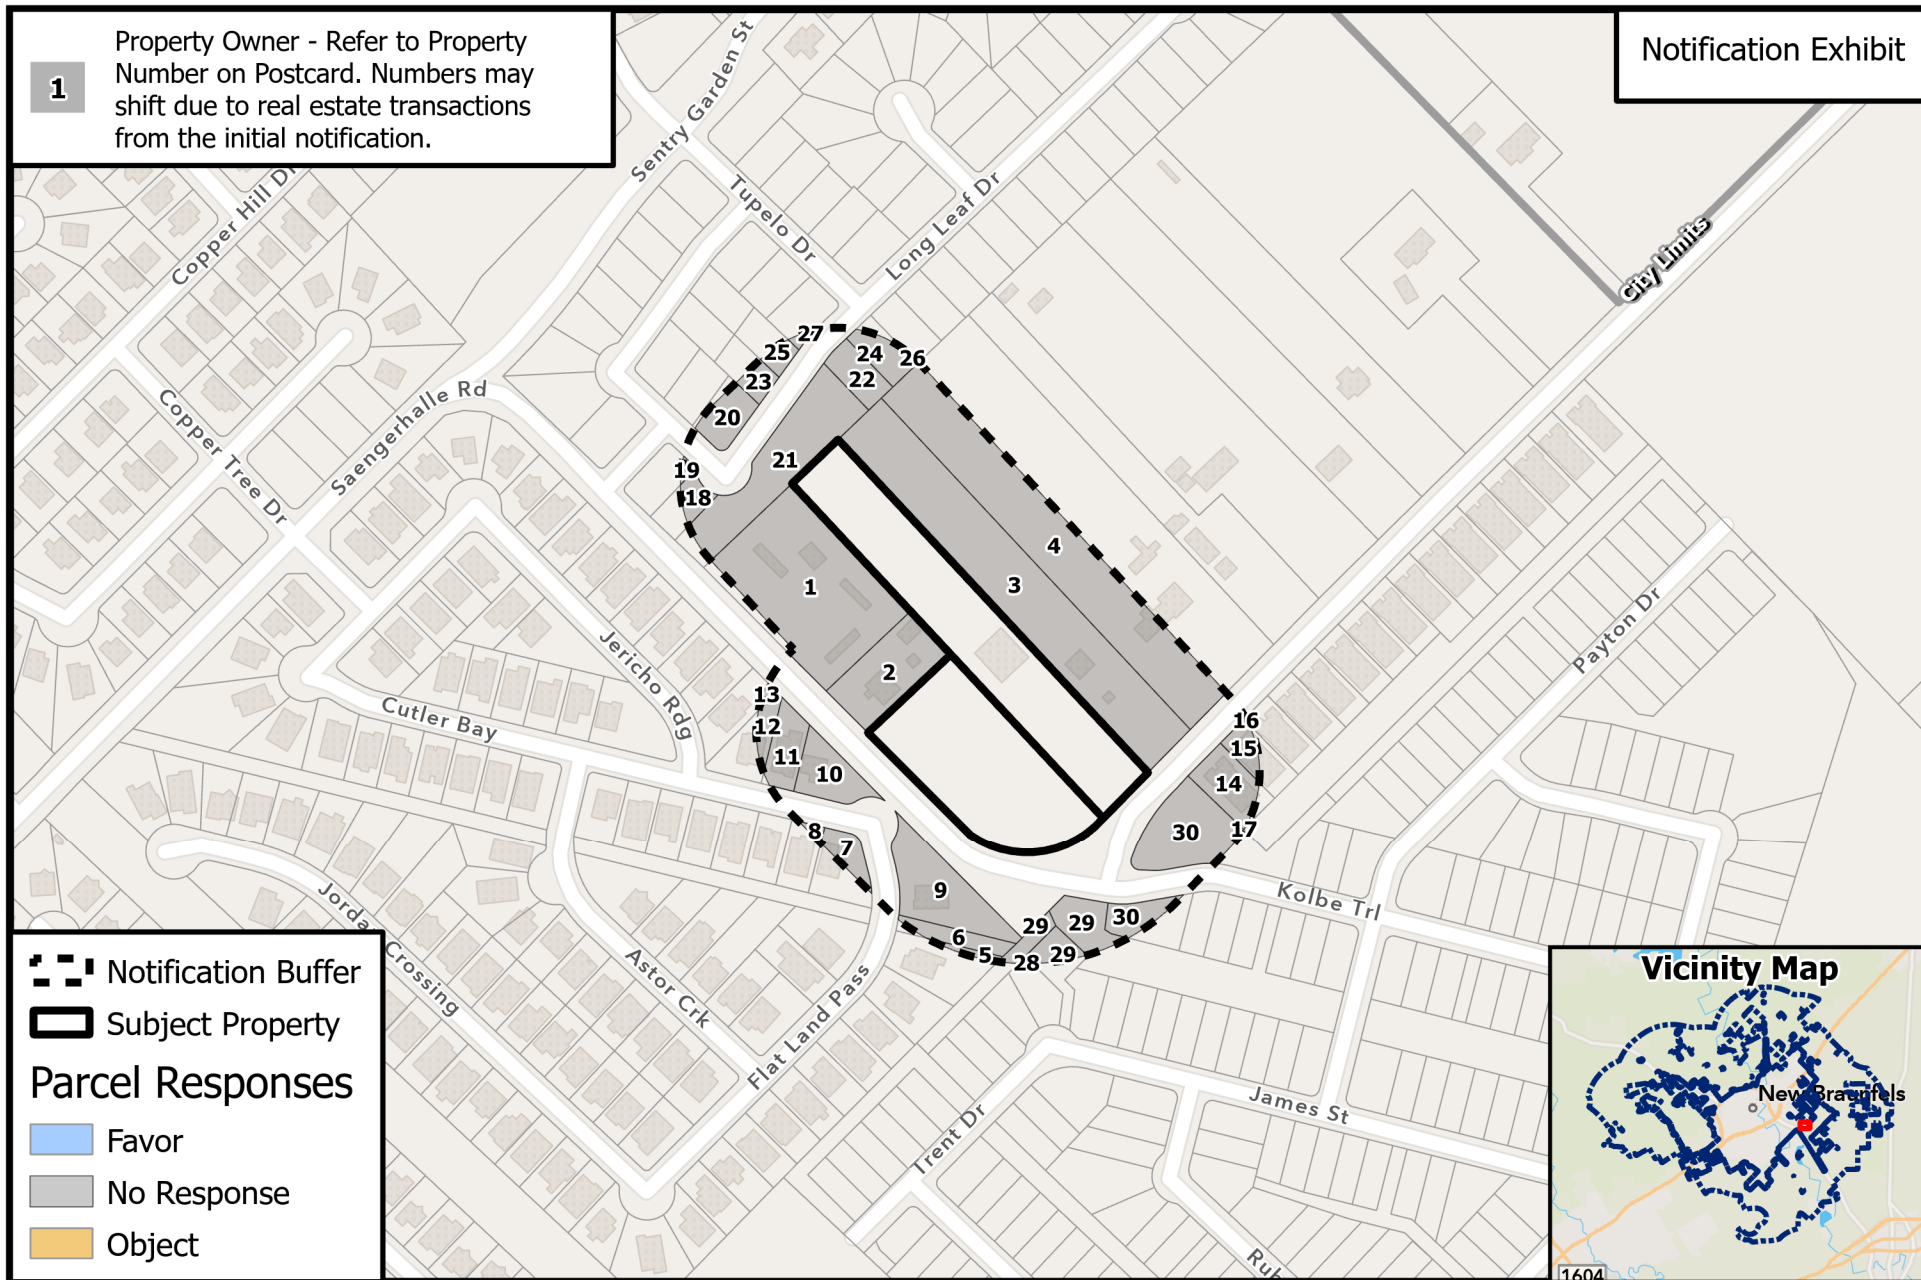 1
Property Owner - Refer to Property
Number on Postcard. Numbers may
shift due to real estate transactions
from the initial notification.
Notification Exhibit
Sentry Garden St
Copper Hill Dr
Tupelo Dr
Long Leaf Dr
City Limits
Copper Tree Dr
Saengerhalle Rd
27
25
24
26
23
22
20
21
19
18
4
3
1
2
Jericho Rdg
Payton Dr
Cutler Bay
13
12
11
10
16
15
14
17
30
8
7
9
Kolbe Trl
6
5
29
29
30
28
29
Jordan Crossing
Astor Crk
Flat Land Pass
Trent Dr
James St
Notification Buffer
Subject Property
Parcel Responses
Favor
No Response
Object
Vicinity Map
New Braunfels
1604